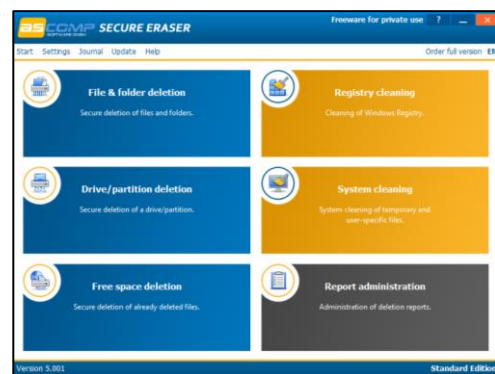 ascomp SECURE ERASER
SOFTWARE GMBH
Freeware for private use ? _ x
Start Settings Journal Update Help
Order full version
File & folder deletion
Secure deletion of files and folders.
Registry cleaning
Cleaning of Windows Registry.
Drive/partition deletion
Secure deletion of a drive/partition.
System cleaning
System cleaning of temporary and
user-specific files.
Free space deletion
Secure deletion of already deleted files.
Report administration
Administration of deletion reports.
Version 5.001
Standard Edition